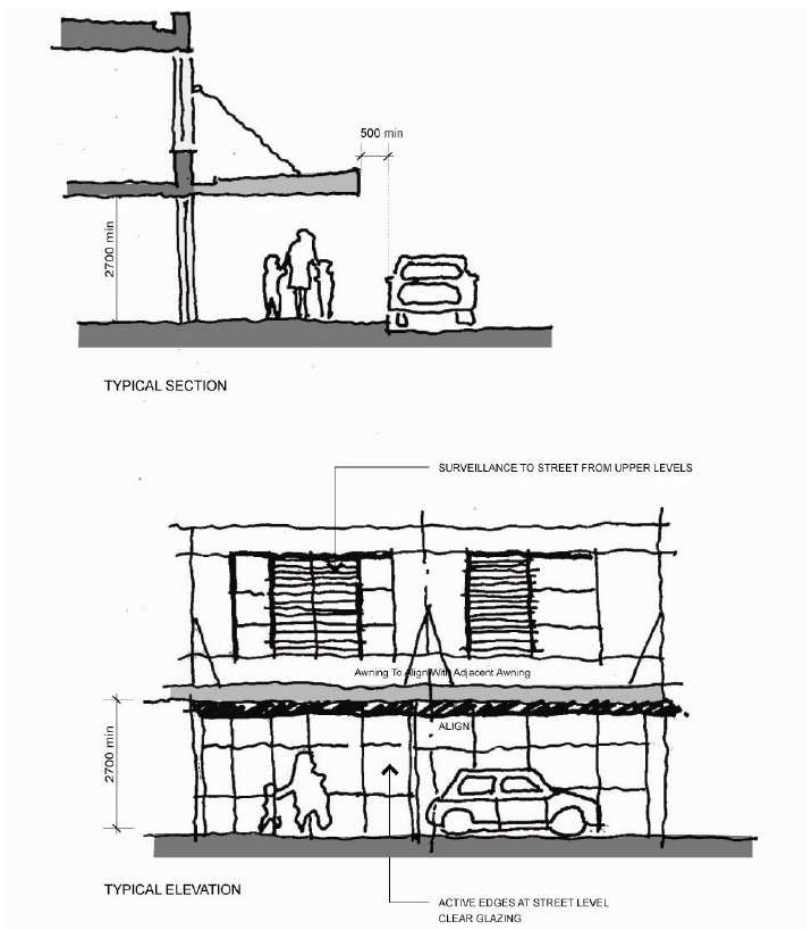 500 min
2700 min
TYPICAL SECTION
SURVEILLANCE TO STREET FROM UPPER LEVELS
Awning To Align With Adjacent Awning
2700 min
ALIGN
TYPICAL ELEVATION
ACTIVE EDGES AT STREET LEVEL
CLEAR GLAZING